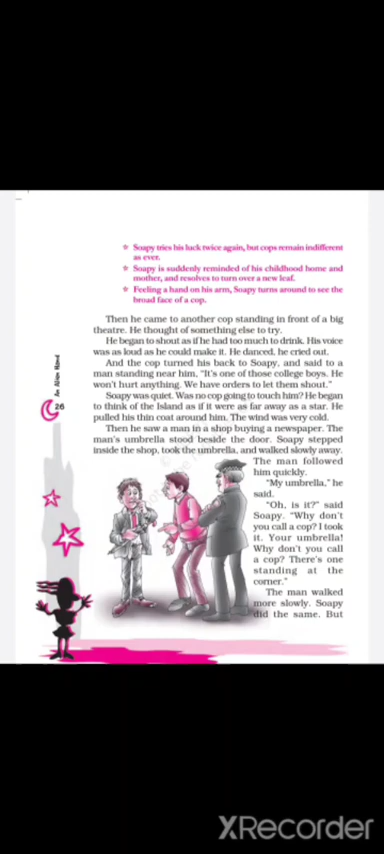 ❖ Soapy tries his luck twice again, but cops remain indifferent
as ever.
❖ Soapy is suddenly reminded of his childhood home and
mother, and resolves to turn over a new leaf.
❖ Feeling a hand on his arm, Soapy turns around to see the
broad face of a cop.
Then he came to another cop standing in front of a big
theatre. He thought of something else to try.
He began to shout as if he had too much to drink. His voice
was as loud as he could make it. He danced, he cried out.
And the cop turned his back to Soapy, and said to a
man standing near him, “It’s one of those college boys. He
won’t hurt anything. We have orders to let them shout.”
Soapy was quiet. Was no cop going to touch him? He began
to think of the Island as if it were as far away as a star. He
pulled his thin coat around him. The wind was very cold.
Then he saw a man in a shop buying a newspaper. The
man’s umbrella stood beside the door. Soapy stepped
inside the shop, took the umbrella, and walked slowly away.
The man followed
him quickly.
“My umbrella,” he
said.
“Oh, is it?” said
Soapy. “Why don’t
you call a cop? I took
it. Your umbrella!
Why don’t you call
a cop? There’s one
standing at the
corner.”
The man walked
more slowly. Soapy
did the same. But
An Alien Hand
26
XRecorder